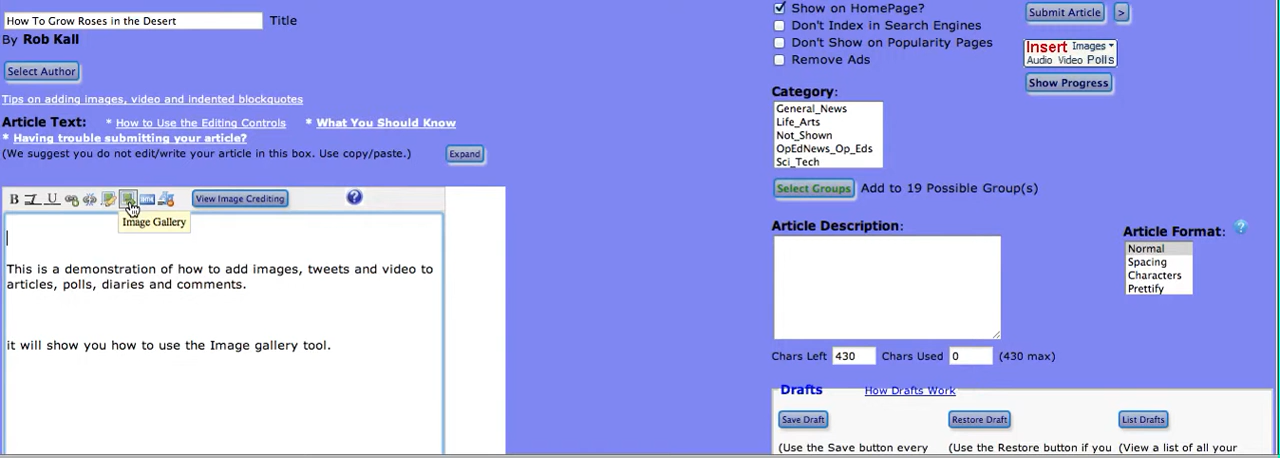 How To Grow Roses in the Desert Title
By Rob Kall
Select Author
Tips on adding images, video and indented blockquotes
Article Text: * How to Use the Editing Controls * What You Should Know
* Having trouble submitting your article?
(We suggest you do not edit/write your article in this box. Use copy/paste.) Expand
B I U View Image Crediting ?
Image Gallery
This is a demonstration of how to add images, tweets and video to
articles, polls, diaries and comments.
it will show you how to use the Image gallery tool.
Show on HomePage?
Don't Index in Search Engines
Don't Show on Popularity Pages
Remove Ads
Submit Article >
Insert Images
Audio Video Polls
Show Progress
Category:
General_News
Life_Arts
Not_Shown
OpEdNews_Op_Eds
Sci_Tech
Select Groups Add to 19 Possible Group(s)
Article Description:
Article Format: ?
Normal
Spacing
Characters
Prettify
Chars Left 430 Chars Used 0 (430 max)
Drafts How Drafts Work
Save Draft Restore Draft List Drafts
(Use the Save button every (Use the Restore button if you (View a list of all your